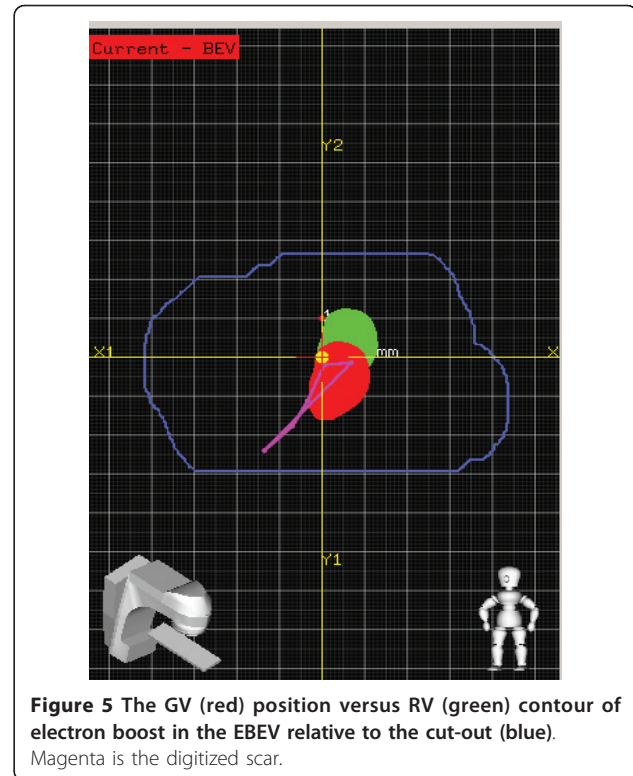 Current - BEV
Y2
1
X1
mm
X
Y1
Figure 5 The GV (red) position versus RV (green) contour of
electron boost in the EBEV relative to the cut-out (blue).
Magenta is the digitized scar.